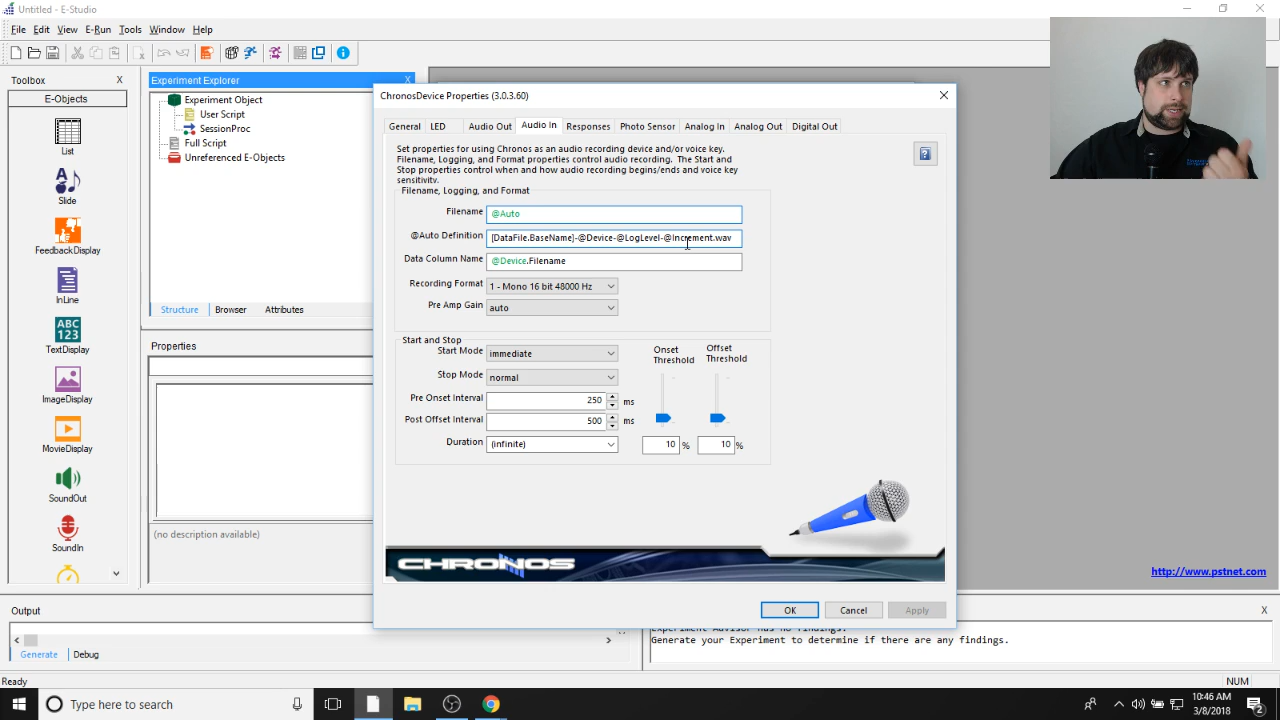 Untitled - E-Studio
File Edit View E-Run Tools Window Help
Toolbox X
E-Objects
List
Slide
FeedbackDisplay
InLine
ABC
123
TextDisplay
ImageDisplay
MovieDisplay
SoundOut
SoundIn
Experiment Explorer X
Experiment Object
User Script
SessionProc
Full Script
Unreferenced E-Objects
Structure Browser Attributes
Properties
(no description available)
ChronosDevice Properties (3.0.3.60)
General LED Audio Out Audio In Responses Photo Sensor Analog In Analog Out Digital Out
Set properties for using Chronos as an audio recording device and/or voice key.
Filename, Logging, and Format properties control audio recording. The Start and
Stop properties control when and how audio recording begins/ends and voice key
sensitivity.
Filename, Logging, and Format
Filename @Auto
@Auto Definition [DataFile.BaseName]-@Device-@LogLevel-@Increment.wav
Data Column Name @Device.Filename
Recording Format 1 - Mono 16 bit 48000 Hz
Pre Amp Gain auto
Start and Stop
Start Mode immediate
Stop Mode normal
Pre Onset Interval 250 ms
Post Offset Interval 500 ms
Duration (infinite)
Onset Threshold
Offset Threshold
10 % 10 %
CHRONOS
OK Cancel Apply
http://www.pstnet.com
Output
Generate Debug
Experiment Advisor has no findings.
Generate your Experiment to determine if there are any findings.
X
Ready NUM
Type here to search
10:46 AM
3/8/2018
2